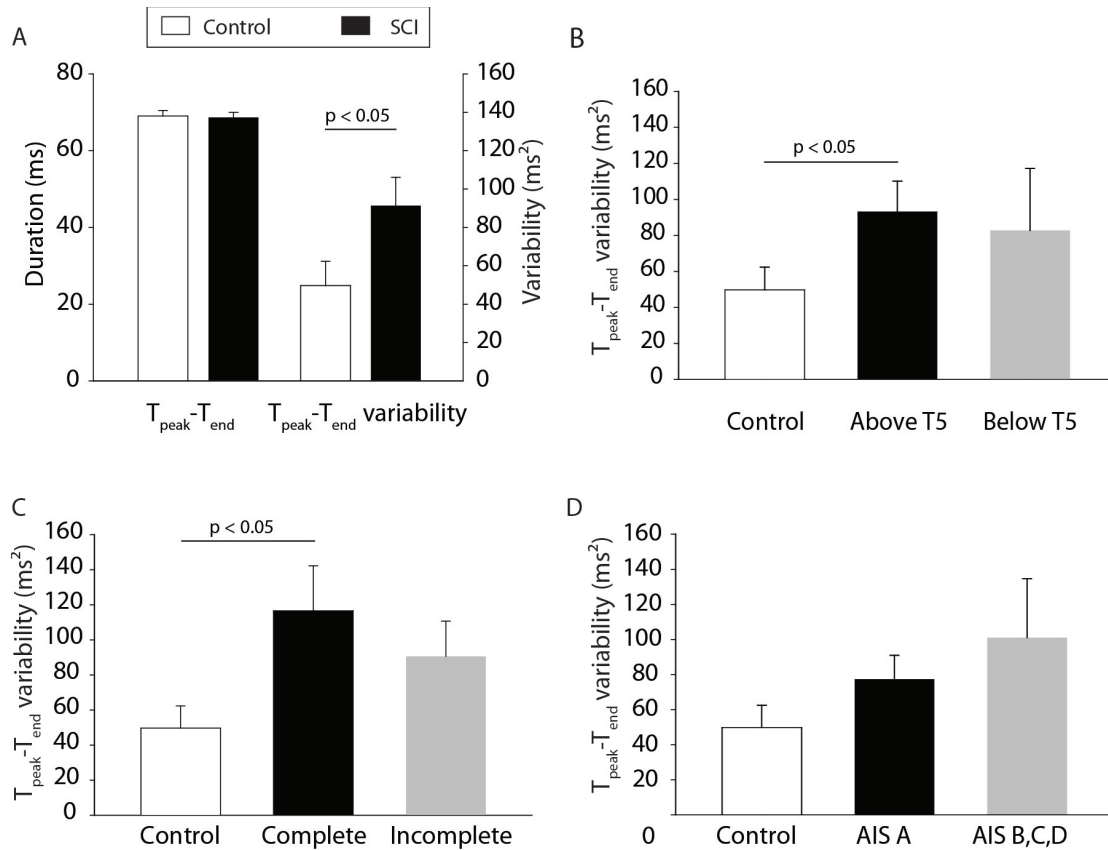 A
Control SCI
80
60
40
20
0
Duration (ms)
160
140
120
100
80
60
40
20
0
Variability (ms²)
p < 0.05
Tpeak-Tend Tpeak-Tend variability
B
160
140
120
100
80
60
40
20
0
Tpeak-Tend variability (ms²)
p < 0.05
Control Above T5 Below T5
C
160
140
120
100
80
60
40
20
0
Tpeak-Tend variability (ms²)
p < 0.05
Control Complete Incomplete
D
160
140
120
100
80
60
40
20
0
Tpeak-Tend variability (ms²)
Control AIS A AIS B,C,D